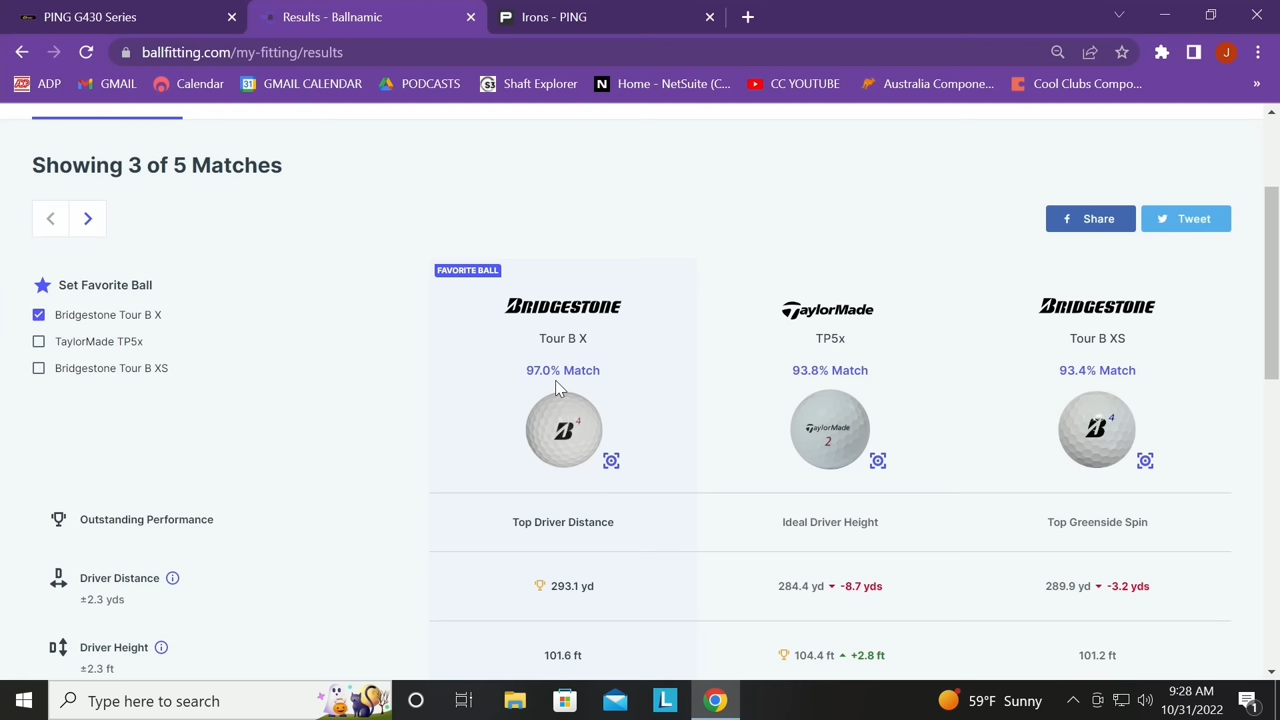 PING G430 Series
Results - Ballnamic
Irons - PING
ballfitting.com/my-fitting/results
J
ADP
GMAIL
Calendar
31
GMAIL CALENDAR
PODCASTS
Shaft Explorer
N
Home - NetSuite (C...
CC YOUTUBE
Australia Compone...
Cool Clubs Compo...
»
Showing 3 of 5 Matches
Share
Tweet
Set Favorite Ball
Bridgestone Tour B X
TaylorMade TP5x
Bridgestone Tour B XS
FAVORITE BALL
BRIDGESTONE
TaylorMade
BRIDGESTONE
Tour B X
TP5x
Tour B XS
97.0% Match
93.8% Match
93.4% Match
B 4
TaylorMade
2
B 4
Outstanding Performance
Top Driver Distance
Ideal Driver Height
Top Greenside Spin
D
Driver Distance
±2.3 yds
293.1 yd
284.4 yd -8.7 yds
289.9 yd -3.2 yds
D
Driver Height
±2.3 ft
101.6 ft
104.4 ft +2.8 ft
101.2 ft
Type here to search
L
59°F Sunny
9:28 AM
10/31/2022
1